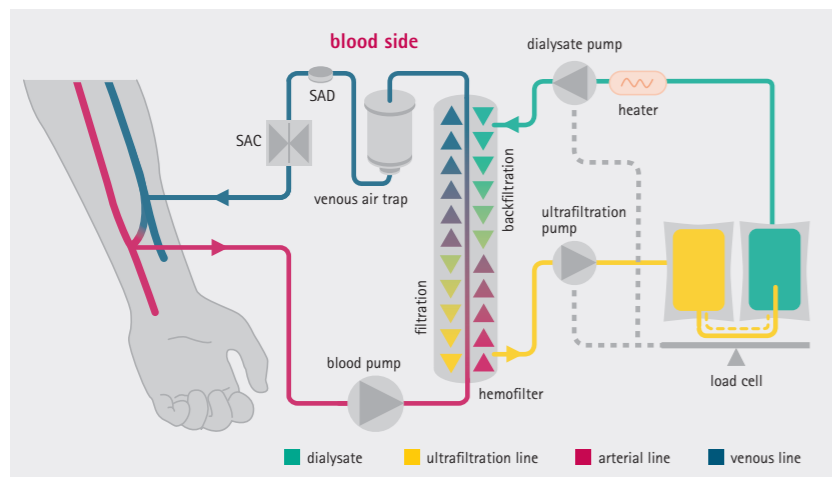 blood side
dialysate pump
SAD
heater
SAC
venous air trap
backfiltration
ultrafiltration
pump
filtration
blood pump
load cell
hemofilter
dialysate
ultrafiltration line
arterial line
venous line